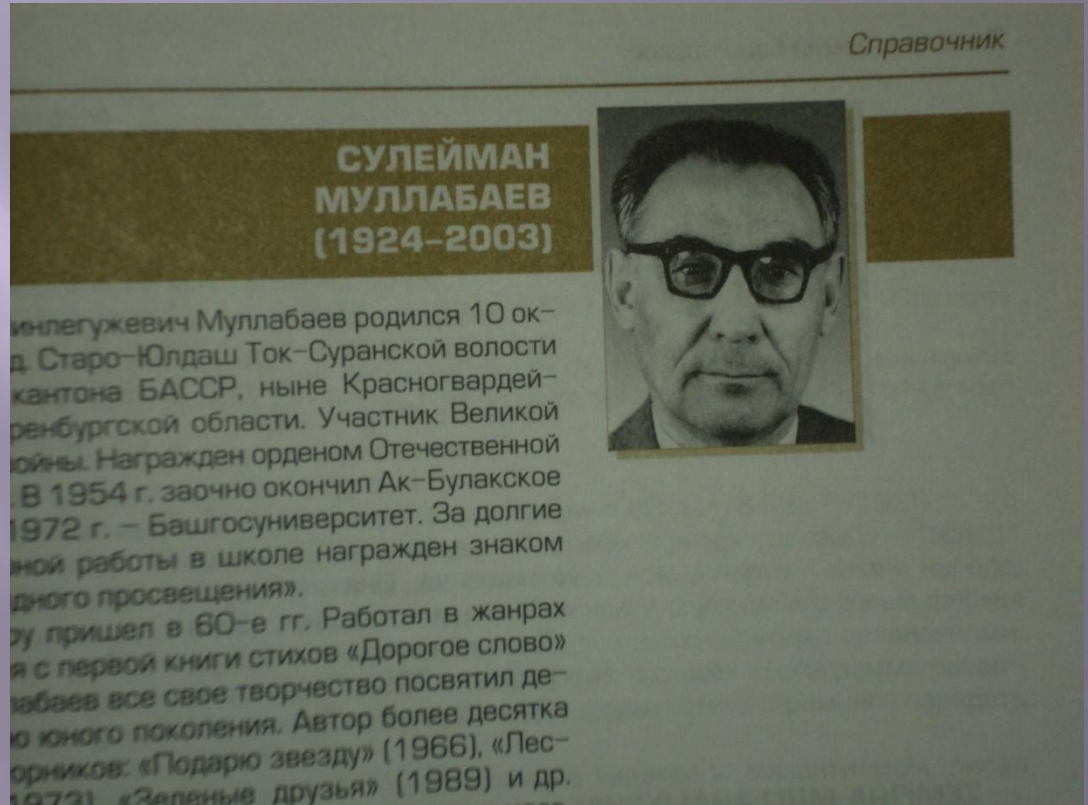 Справочник
СУЛЕЙМАН
МУЛЛАБАЕВ
(1924–2003)
инлегужевич Муллабаев родился 10 ок-
д. Старо-Юлдаш Ток-Суранской волости
кантона БАССР, ныне Красногвардей-
ренбургской области. Участник Великой
войны. Награжден орденом Отечественной
. В 1954 г. заочно окончил Ак-Булакское
1972 г. – Башгосуниверситет. За долгие
ной работы в школе награжден знаком
дного просвещения».
ру пришел в 60-е гг. Работал в жанрах
я с первой книги стихов «Дорогое слово»
лабаев все свое творчество посвятил де-
ю юного поколения. Автор более десятка
орников: «Подарю звезду» (1966), «Лес-
1973), «Зеленые друзья» (1989) и др.